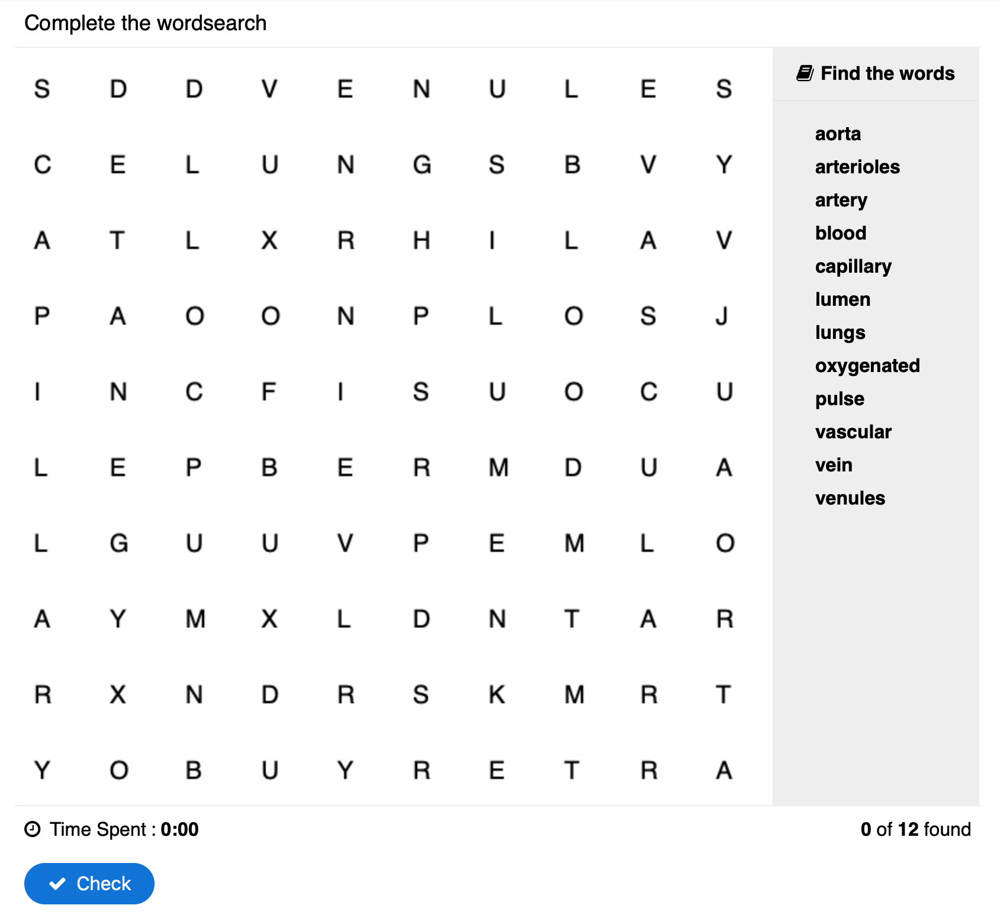 Complete the wordsearch
Find the words
S D D V E N U L E S
C E L U N G S B V Y
A T L X R H I L A V
P A O O N P L O S J
I N C F I S U O C U
L E P B E R M D U A
L G U U V P E M L O
A Y M X L D N T A R
R X N D R S K M R T
Y O B U Y R E T R A
aorta
arterioles
artery
blood
capillary
lumen
lungs
oxygenated
pulse
vascular
vein
venules
Time Spent : 0:00
0 of 12 found
Check